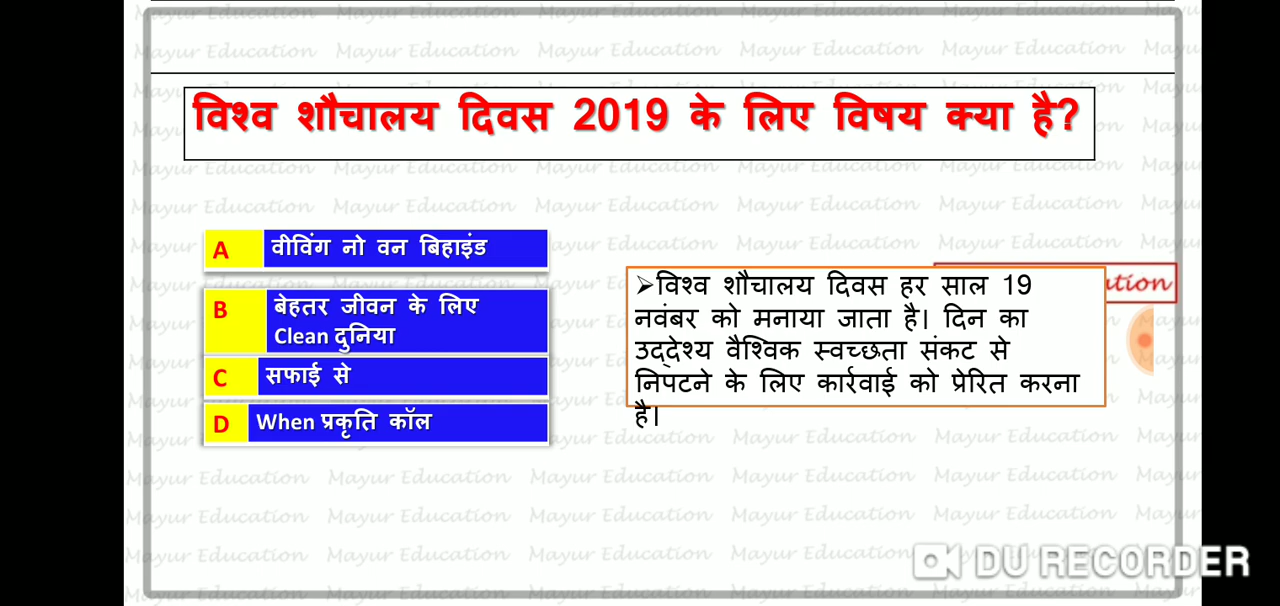 विश्व शौचालय दिवस 2019 के लिए विषय क्या है?
A वीविंग नो वन बिहाइंड
B बेहतर जीवन के लिए
Clean दुनिया
C सफाई से
D When प्रकृति कॉल
➢विश्व शौचालय दिवस हर साल 19
नवंबर को मनाया जाता है। दिन का
उद्देश्य वैश्विक स्वच्छता संकट से
निपटने के लिए कार्रवाई को प्रेरित करना
है।
Mayur Education
DU RECORDER